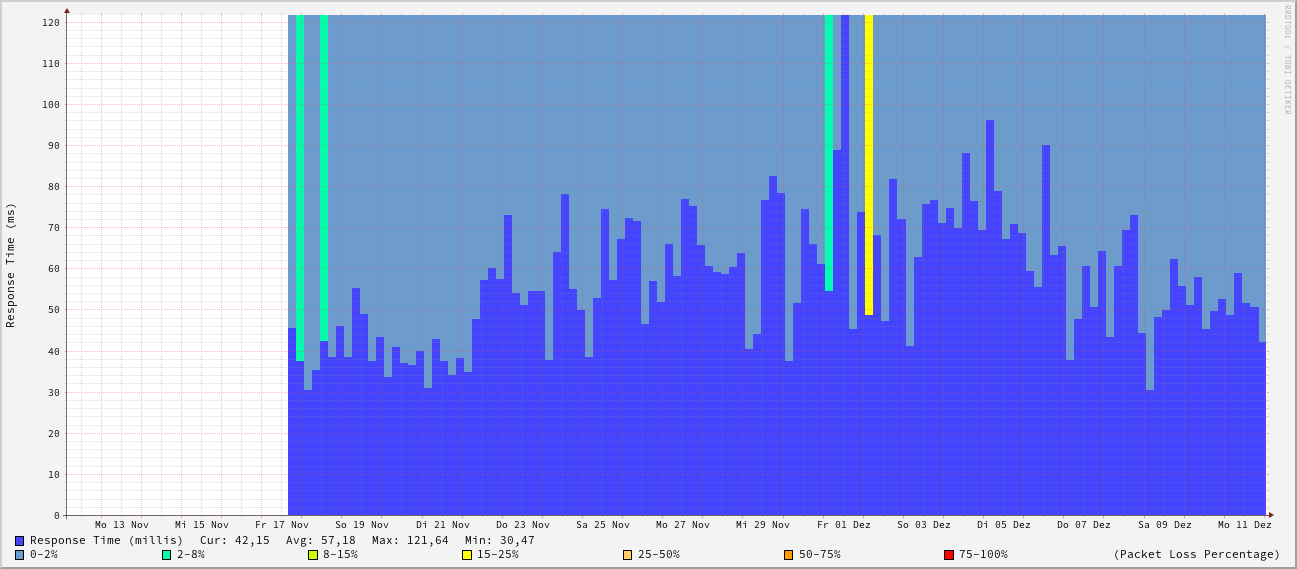 RRDTOOL / TOBI OETIKER
Response Time (ms)
120
110
100
90
80
70
60
50
40
30
20
10
0
Mo 13 Nov Mi 15 Nov Fr 17 Nov So 19 Nov Di 21 Nov Do 23 Nov Sa 25 Nov Mo 27 Nov Mi 29 Nov Fr 01 Dez So 03 Dez Di 05 Dez Do 07 Dez Sa 09 Dez Mo 11 Dez
Response Time (millis) Cur: 42,15 Avg: 57,18 Max: 121,64 Min: 30,47
0-2% 2-8% 8-15% 15-25% 25-50% 50-75% 75-100% (Packet Loss Percentage)